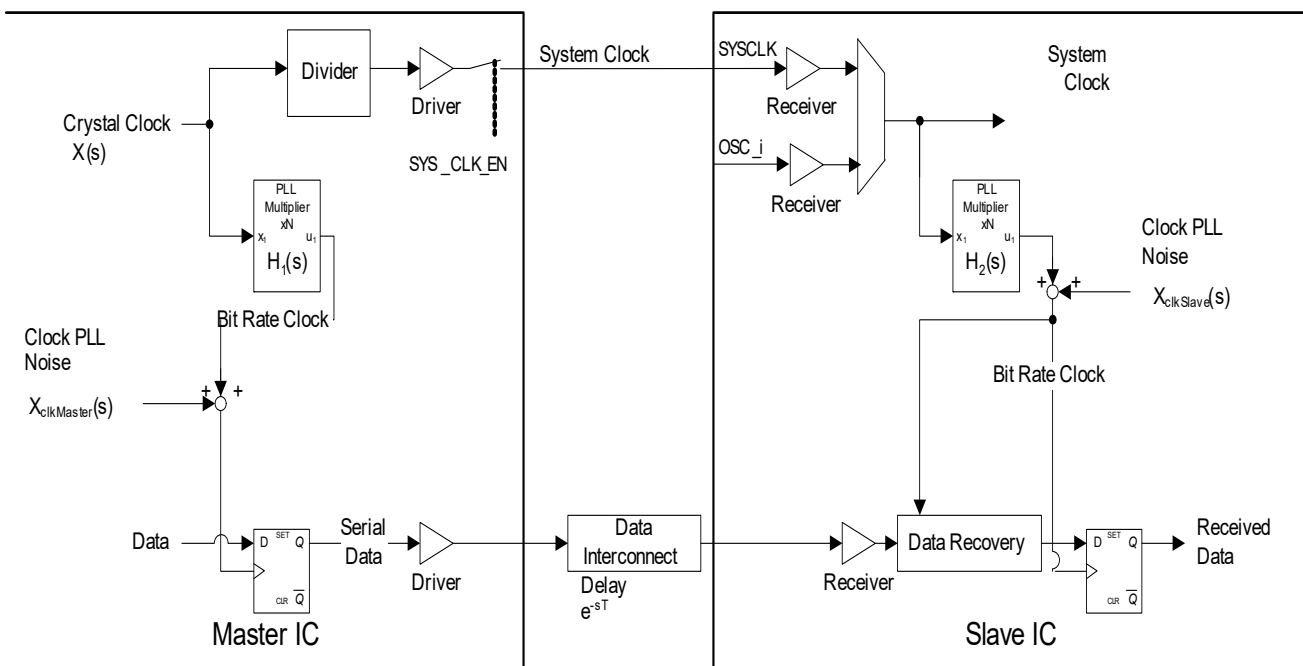 Divider
Driver
System Clock
SYS_CLK_EN
Crystal Clock
X(s)
PLL
Multiplier
xN
x1 u1
H1(s)
Bit Rate Clock
Clock PLL
Noise
XclkMaster(s)
+ +
Data
D SET Q
CLR Q
Serial
Data
Driver
Master IC
Data
Interconnect
Delay
e-sT
SYSCLK
Receiver
OSC_i
Receiver
System
Clock
PLL
Multiplier
xN
x1 u1
H2(s)
Clock PLL
Noise
+ +
XclkSlave(s)
Bit Rate Clock
Receiver
Data Recovery
D SET Q
CLR Q
Received
Data
Slave IC